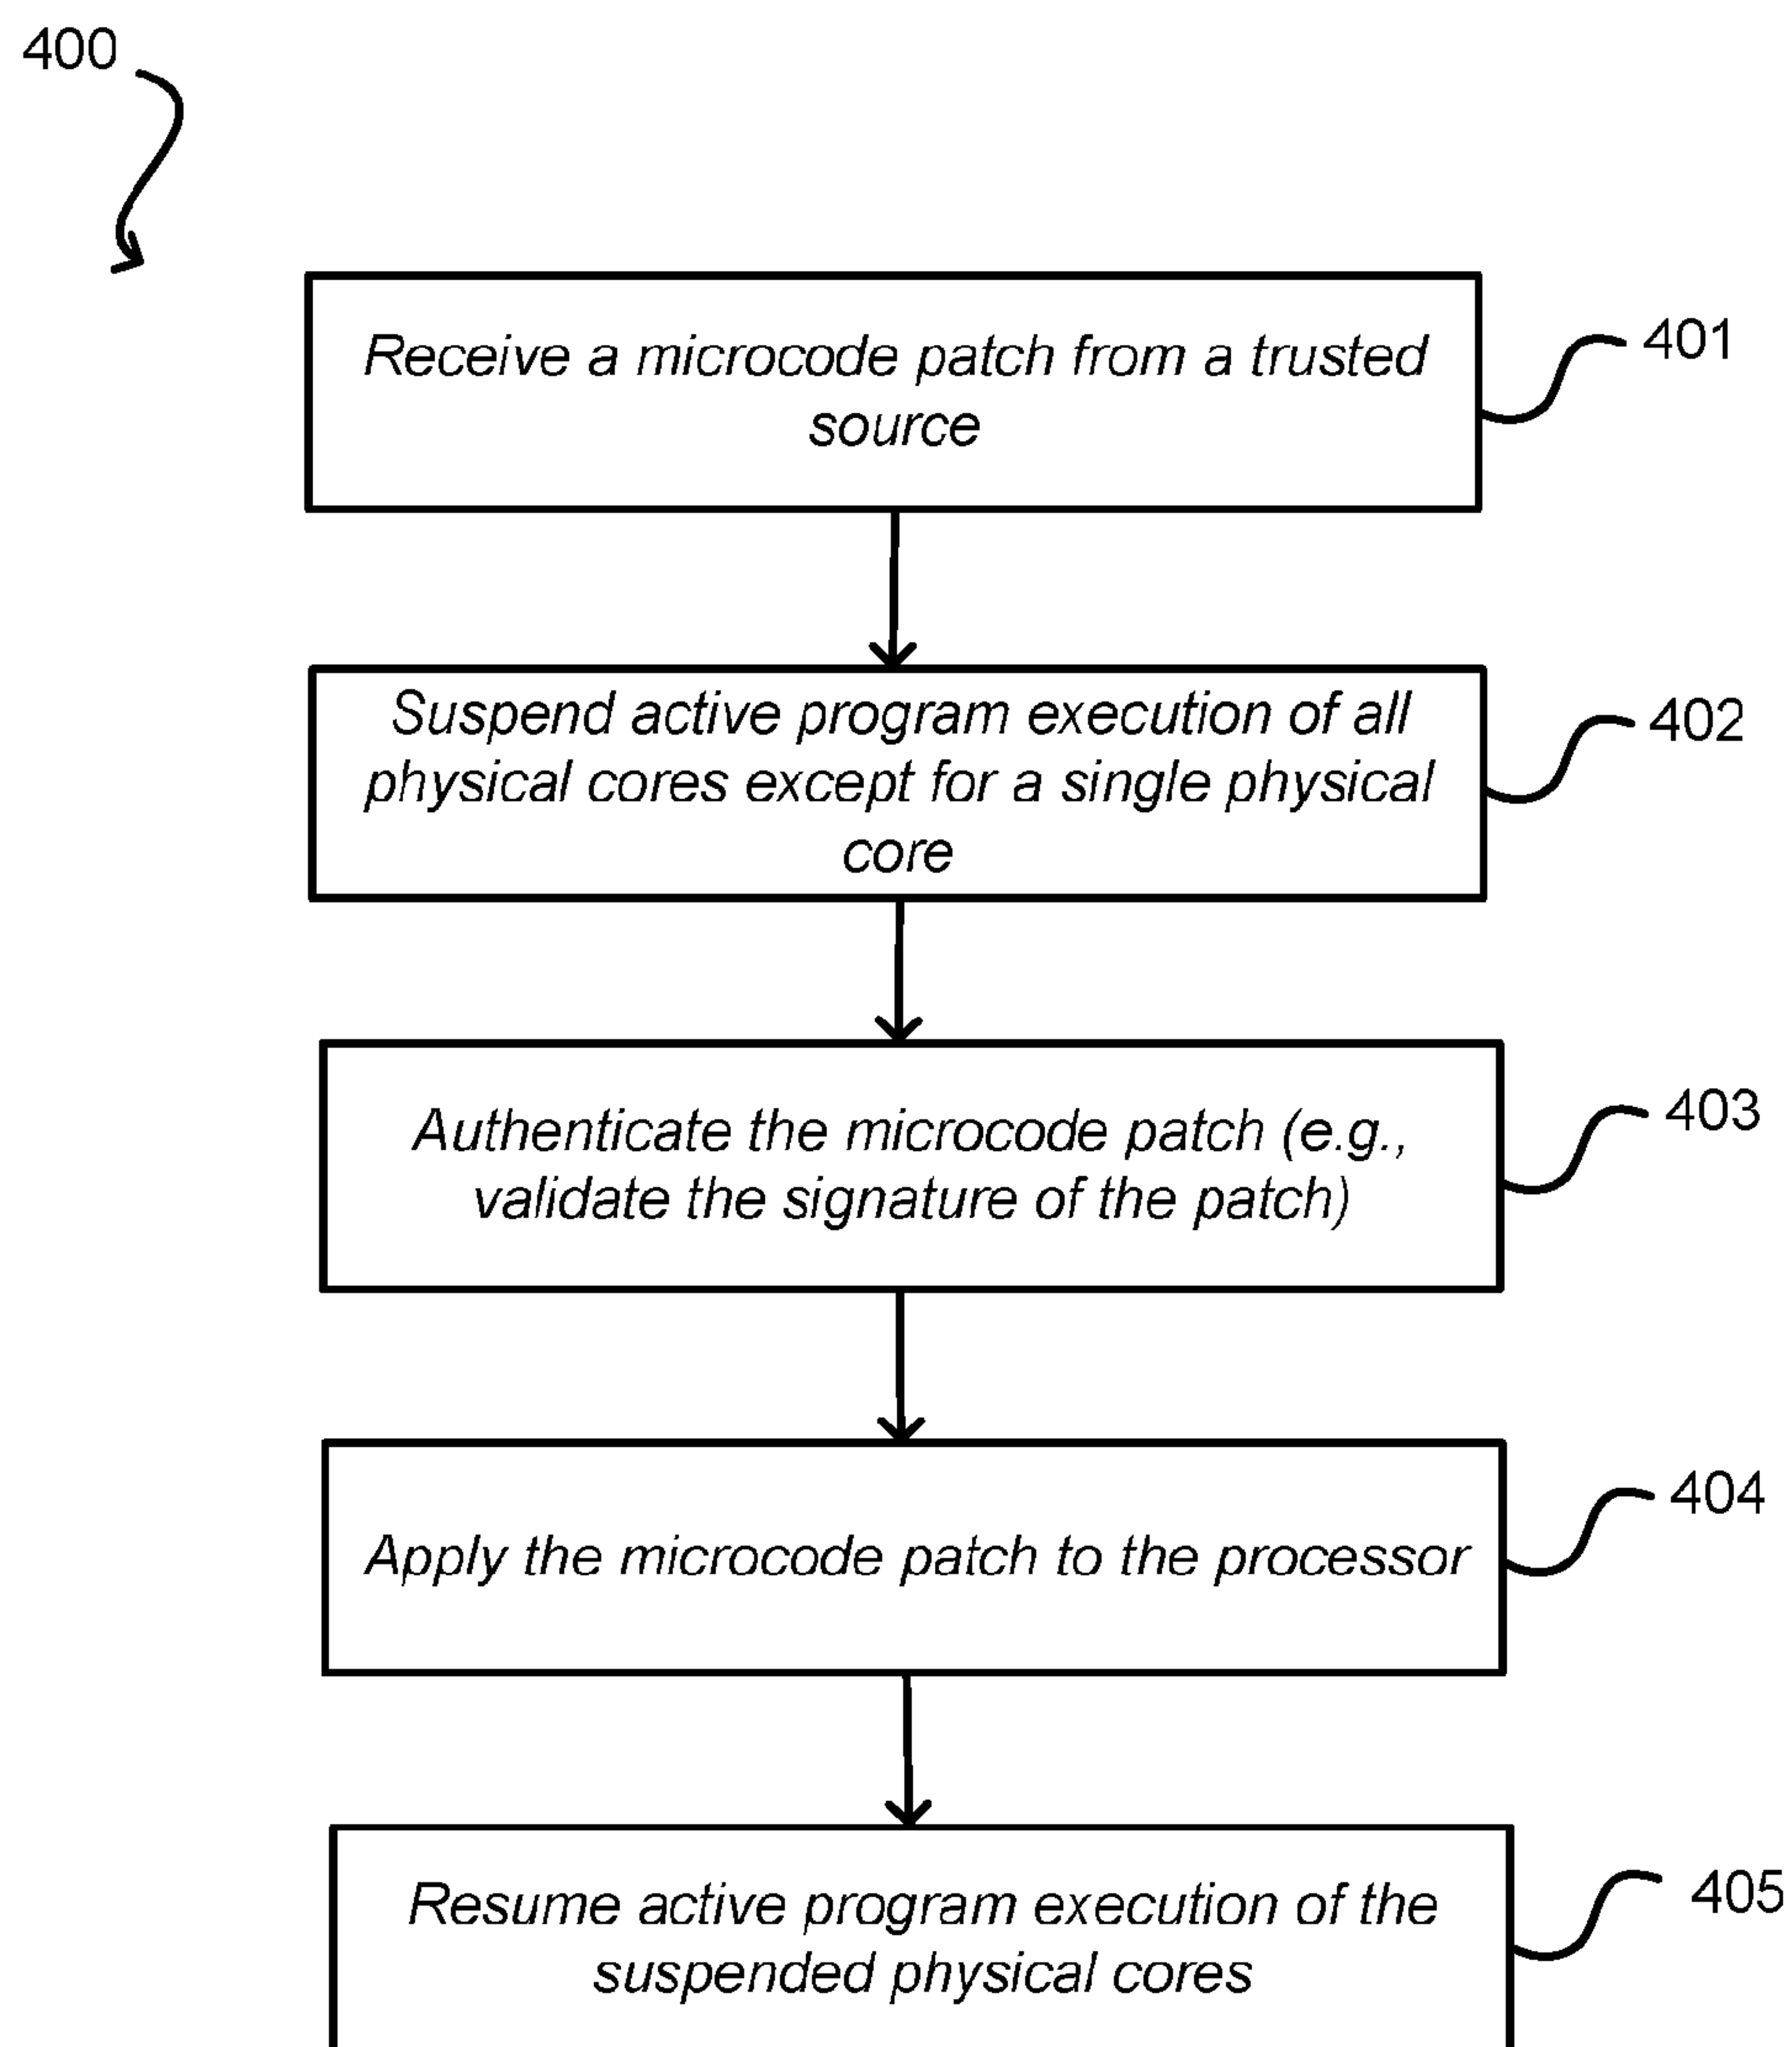 400
Receive a microcode patch from a trusted
source
401
Suspend active program execution of all
physical cores except for a single physical
core
402
Authenticate the microcode patch (e.g.,
validate the signature of the patch)
403
Apply the microcode patch to the processor
404
Resume active program execution of the
suspended physical cores
405